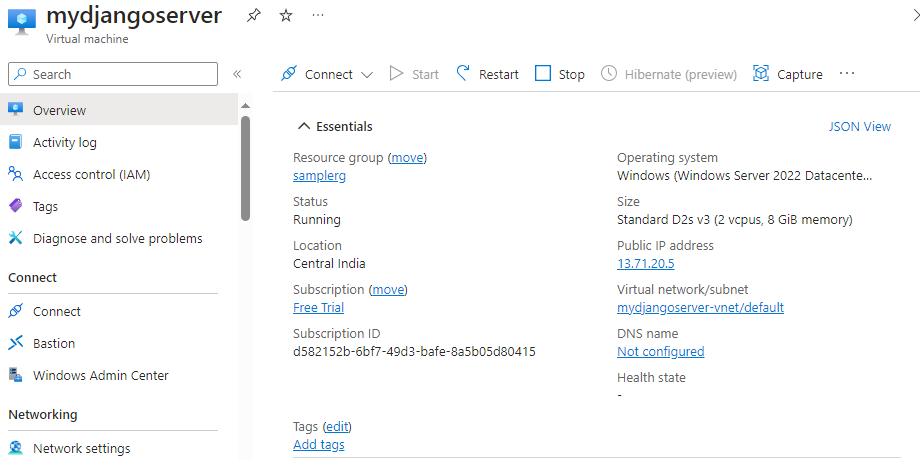 mydjangoserver
Virtual machine
Search
Overview
Activity log
Access control (IAM)
Tags
Diagnose and solve problems
Connect
Connect
Bastion
Windows Admin Center
Networking
Network settings
Connect Start Restart Stop Hibernate (preview) Capture
Essentials
JSON View
Resource group (move)
samplerg
Status
Running
Location
Central India
Subscription (move)
Free Trial
Subscription ID
d582152b-6bf7-49d3-bafe-8a5b05d80415
Operating system
Windows (Windows Server 2022 Datacente...
Size
Standard D2s v3 (2 vcpus, 8 GiB memory)
Public IP address
13.71.20.5
Virtual network/subnet
mydjangoserver-vnet/default
DNS name
Not configured
Health state
-
Tags (edit)
Add tags